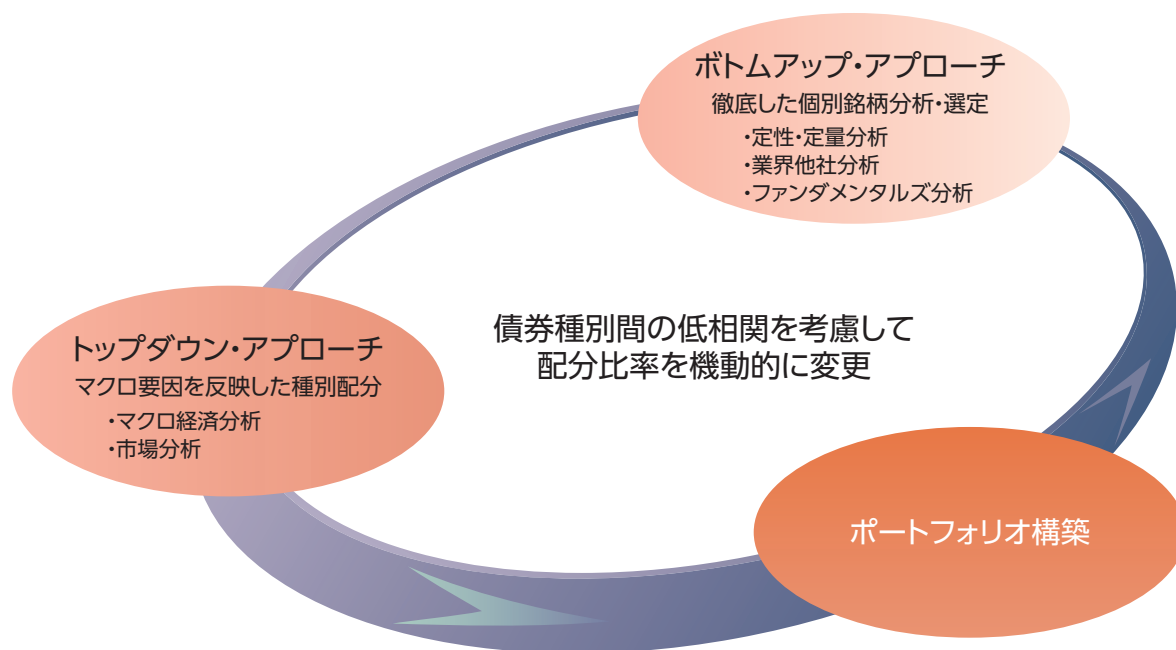 ボトムアップ・アプローチ
徹底した個別銘柄分析・選定
・定性・定量分析
・業界他社分析
・ファンダメンタルズ分析
トップダウン・アプローチ
マクロ要因を反映した種別配分
・マクロ経済分析
・市場分析
債券種別間の低相関を考慮して
配分比率を機動的に変更
ポートフォリオ構築